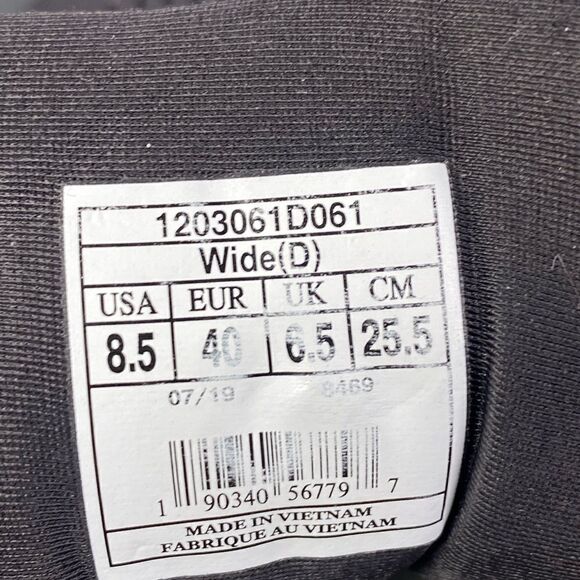 1203061D061
Wide(D)
USA EUR UK CM
8.5 40 6.5 25.5
07/19 8469
1 90340 56779 7
MADE IN VIETNAM
FABRIQUE AU VIETNAM